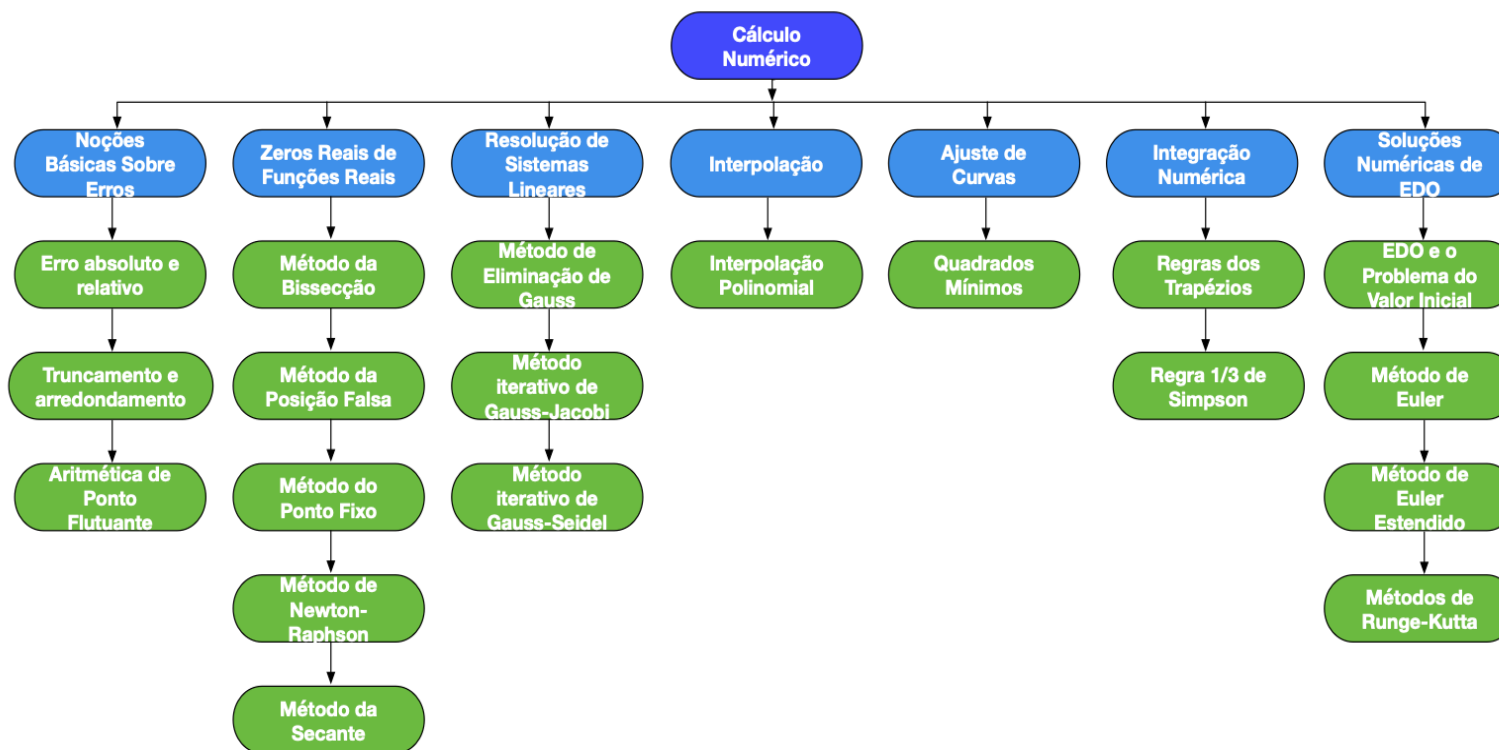 Cálculo
Numérico
Noções
Básicas Sobre
Erros
Zeros Reais de
Funções Reais
Resolução de
Sistemas
Lineares
Interpolação
Ajuste de
Curvas
Integração
Numérica
Soluções
Numéricas de
EDO
Erro absoluto e
relativo
Método da
Bissecção
Método de
Eliminação de
Gauss
Interpolação
Polinomial
Quadrados
Mínimos
Regras dos
Trapézios
EDO e o
Problema do
Valor Inicial
Truncamento e
arredondamento
Método da
Posição Falsa
Método
iterativo de
Gauss-Jacobi
Regra 1/3 de
Simpson
Método de
Euler
Aritmética de
Ponto
Flutuante
Método do
Ponto Fixo
Método
iterativo de
Gauss-Seidel
Método de
Euler
Estendido
Método de
Newton-
Raphson
Métodos de
Runge-Kutta
Método da
Secante